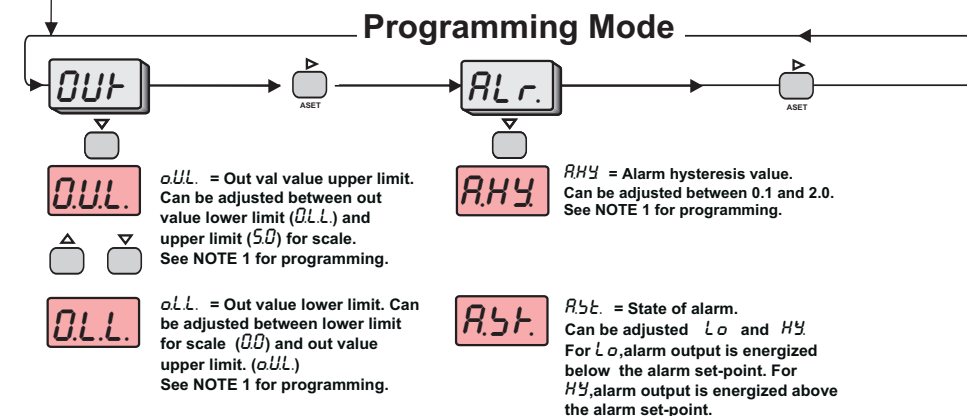 Programming Mode
OUt
ASET
ALr.
ASET
O.U.L.
o.U.L. = Out val value upper limit.
Can be adjusted between out
value lower limit (O.L.L.) and
upper limit (5.0) for scale.
See NOTE 1 for programming.
A.HY.
A.HY = Alarm hysteresis value.
Can be adjusted between 0.1 and 2.0.
See NOTE 1 for programming.
O.L.L.
o.L.L. = Out value lower limit. Can
be adjusted between lower limit
for scale (0.0) and out value
upper limit. (o.U.L.)
See NOTE 1 for programming.
A.St.
A.St. = State of alarm.
Can be adjusted Lo and HY.
For Lo,alarm output is energized
below the alarm set-point. For
HY,alarm output is energized above
the alarm set-point.